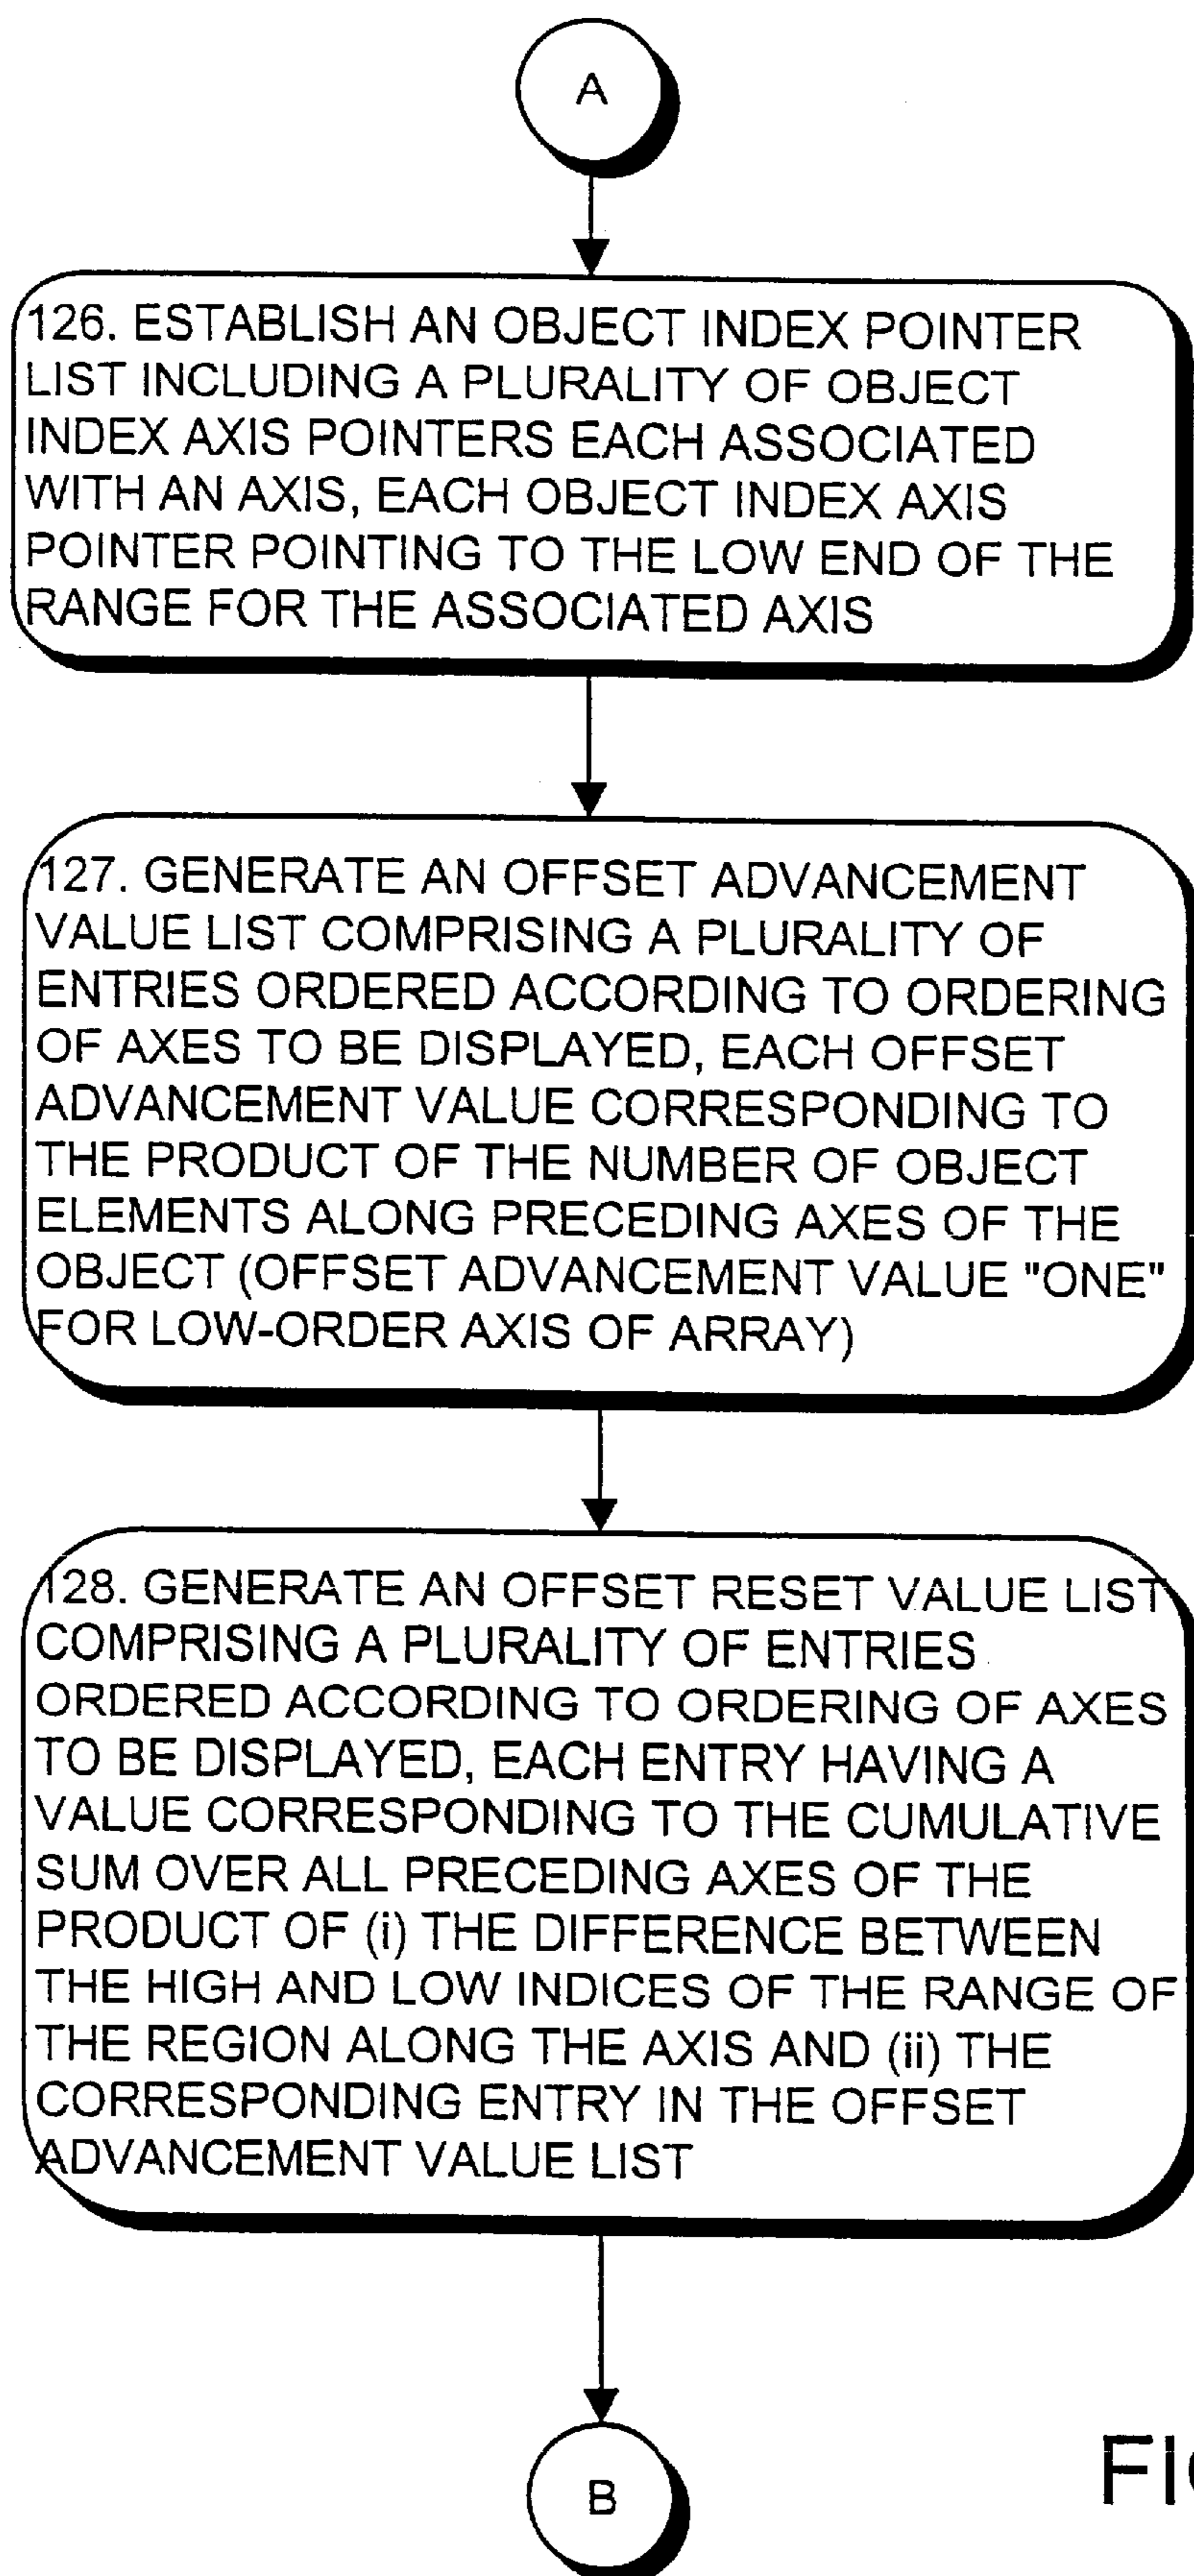 A
126. ESTABLISH AN OBJECT INDEX POINTER
LIST INCLUDING A PLURALITY OF OBJECT
INDEX AXIS POINTERS EACH ASSOCIATED
WITH AN AXIS, EACH OBJECT INDEX AXIS
POINTER POINTING TO THE LOW END OF THE
RANGE FOR THE ASSOCIATED AXIS
127. GENERATE AN OFFSET ADVANCEMENT
VALUE LIST COMPRISING A PLURALITY OF
ENTRIES ORDERED ACCORDING TO ORDERING
OF AXES TO BE DISPLAYED, EACH OFFSET
ADVANCEMENT VALUE CORRESPONDING TO
THE PRODUCT OF THE NUMBER OF OBJECT
ELEMENTS ALONG PRECEDING AXES OF THE
OBJECT (OFFSET ADVANCEMENT VALUE "ONE"
FOR LOW-ORDER AXIS OF ARRAY)
128. GENERATE AN OFFSET RESET VALUE LIST
COMPRISING A PLURALITY OF ENTRIES
ORDERED ACCORDING TO ORDERING OF AXES
TO BE DISPLAYED, EACH ENTRY HAVING A
VALUE CORRESPONDING TO THE CUMULATIVE
SUM OVER ALL PRECEDING AXES OF THE
PRODUCT OF (i) THE DIFFERENCE BETWEEN
THE HIGH AND LOW INDICES OF THE RANGE OF
THE REGION ALONG THE AXIS AND (ii) THE
CORRESPONDING ENTRY IN THE OFFSET
ADVANCEMENT VALUE LIST
B